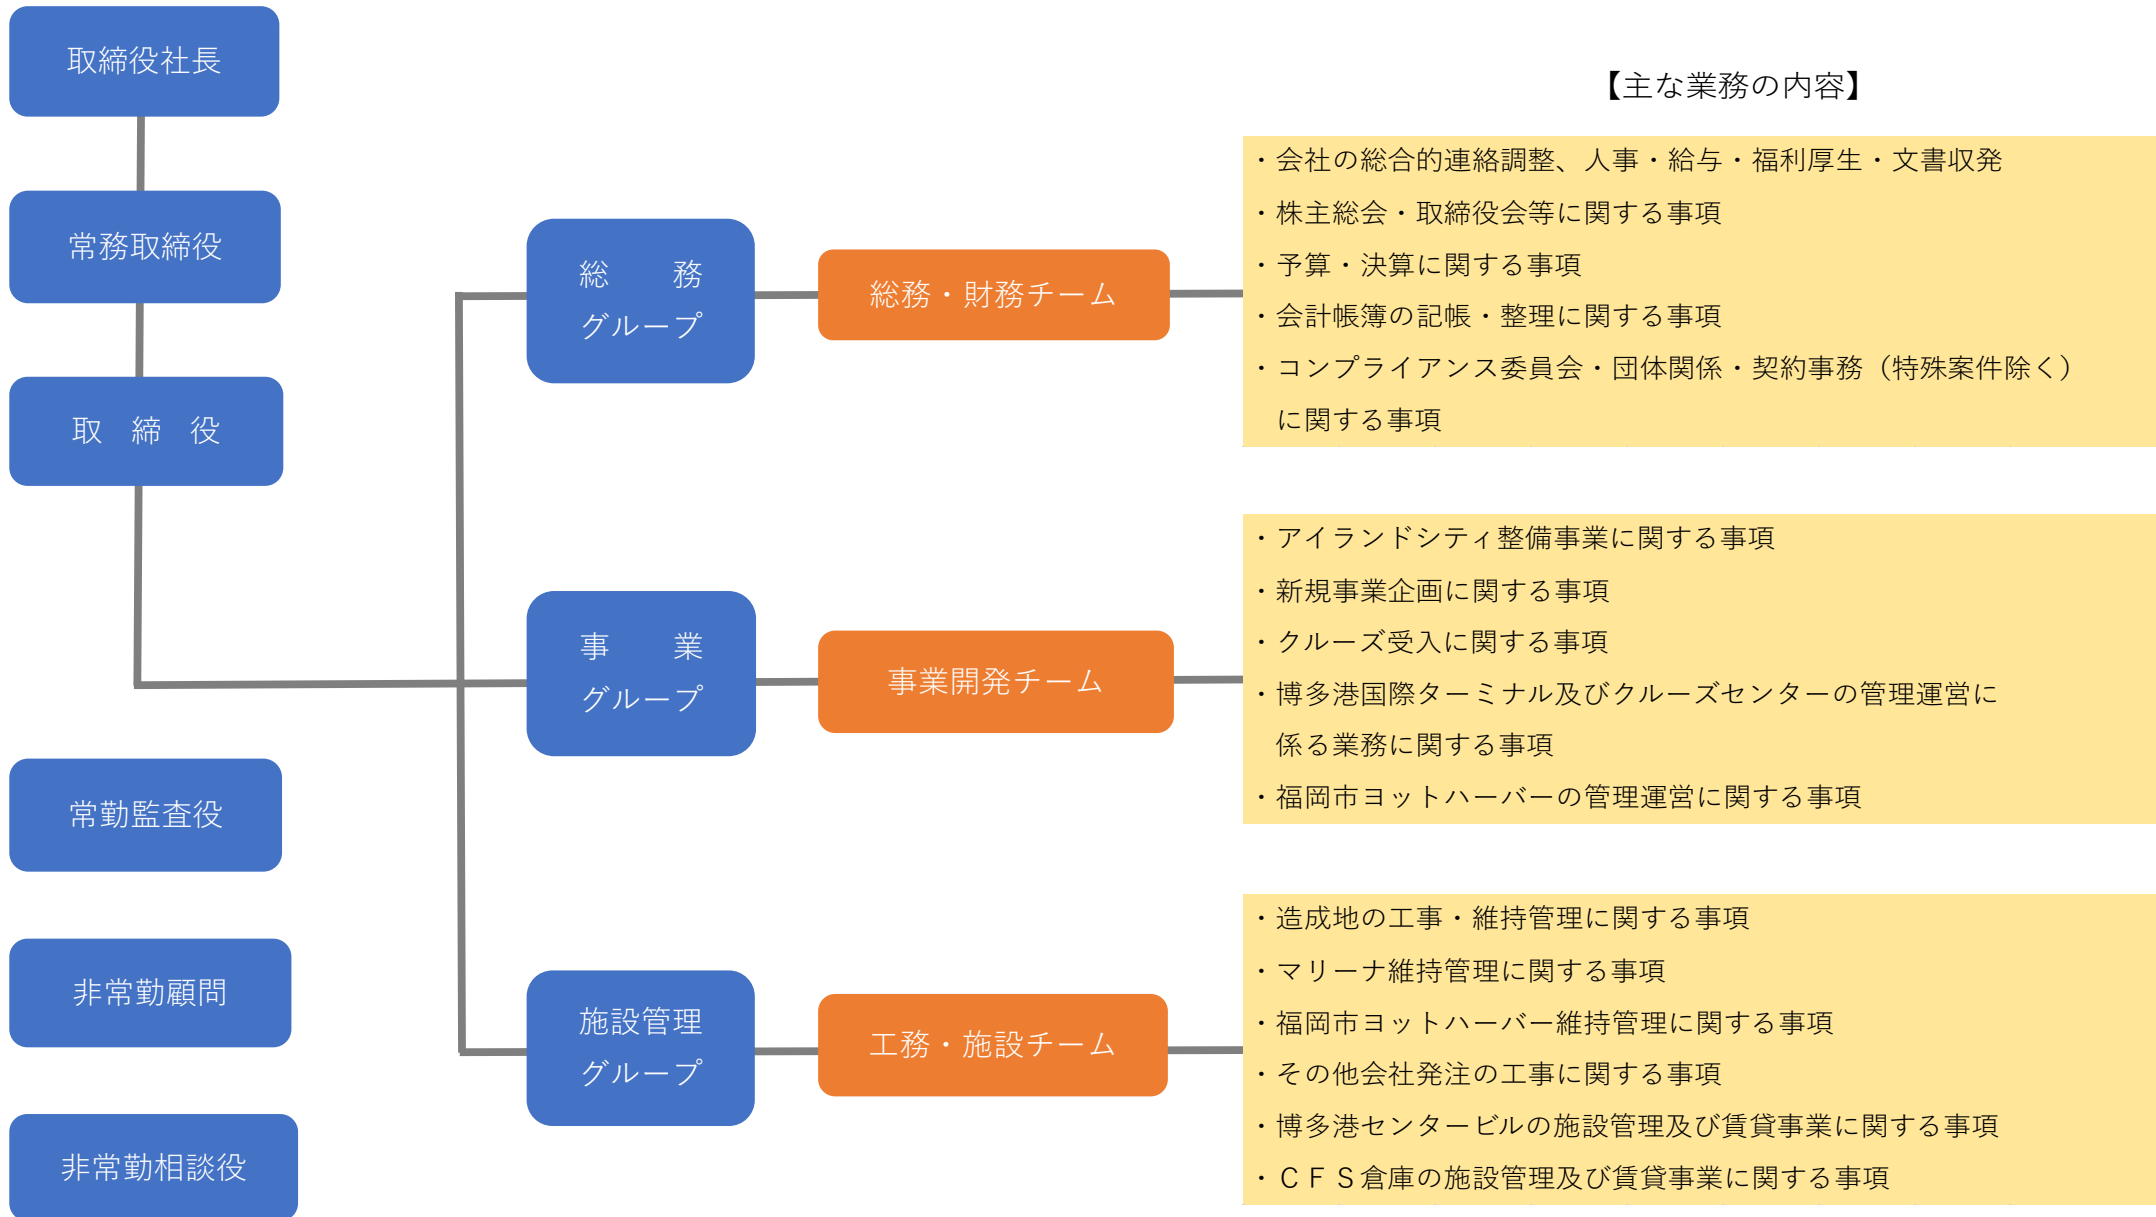 取締役社長
常務取締役
取　締　役
常勤監査役
非常勤顧問
非常勤相談役
総　　務
グループ
総務・財務チーム
事　　業
グループ
事業開発チーム
施設管理
グループ
工務・施設チーム
【主な業務の内容】
・会社の総合的連絡調整、人事・給与・福利厚生・文書収発
・株主総会・取締役会等に関する事項
・予算・決算に関する事項
・会計帳簿の記帳・整理に関する事項
・コンプライアンス委員会・団体関係・契約事務（特殊案件除く）
に関する事項
・アイランドシティ整備事業に関する事項
・新規事業企画に関する事項
・クルーズ受入に関する事項
・博多港国際ターミナル及びクルーズセンターの管理運営に
係る業務に関する事項
・福岡市ヨットハーバーの管理運営に関する事項
・造成地の工事・維持管理に関する事項
・マリーナ維持管理に関する事項
・福岡市ヨットハーバー維持管理に関する事項
・その他会社発注の工事に関する事項
・博多港センタービルの施設管理及び賃貸事業に関する事項
・ＣＦＳ倉庫の施設管理及び賃貸事業に関する事項